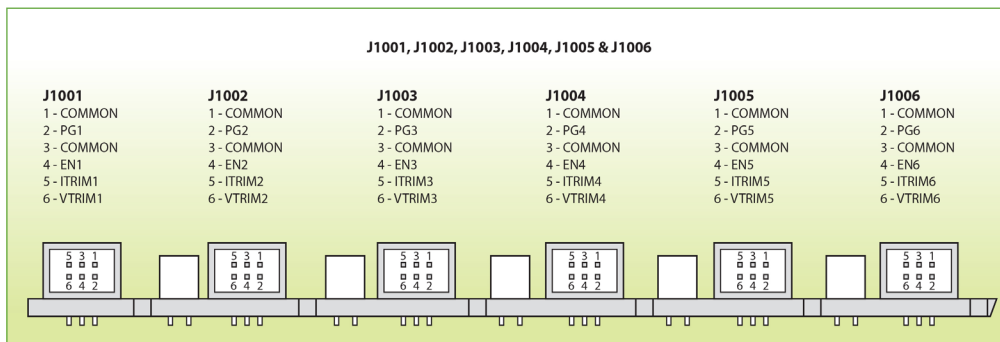 J1001, J1002, J1003, J1004, J1005 & J1006
J1001
1 - COMMON
2 - PG1
3 - COMMON
4 - EN1
5 - ITRIM1
6 - VTRIM1
J1002
1 - COMMON
2 - PG2
3 - COMMON
4 - EN2
5 - ITRIM2
6 - VTRIM2
J1003
1 - COMMON
2 - PG3
3 - COMMON
4 - EN3
5 - ITRIM3
6 - VTRIM3
J1004
1 - COMMON
2 - PG4
3 - COMMON
4 - EN4
5 - ITRIM4
6 - VTRIM4
J1005
1 - COMMON
2 - PG5
3 - COMMON
4 - EN5
5 - ITRIM5
6 - VTRIM5
J1006
1 - COMMON
2 - PG6
3 - COMMON
4 - EN6
5 - ITRIM6
6 - VTRIM6
5 3 1
6 4 2
5 3 1
6 4 2
5 3 1
6 4 2
5 3 1
6 4 2
5 3 1
6 4 2
5 3 1
6 4 2